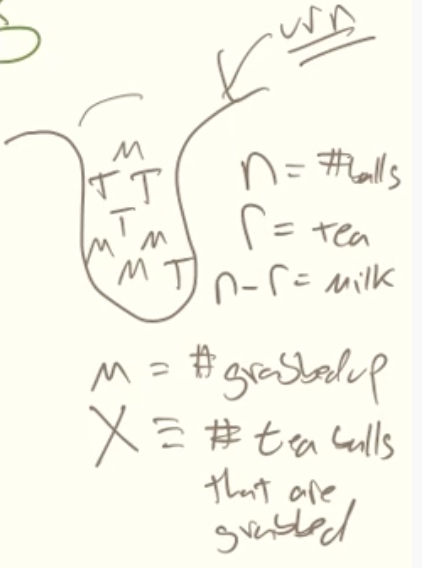 urn
M
T T
T
M M
M T
n = #balls
r = tea
n-r = milk
m = # grabbed up
X ≡ # tea balls
that are
grabbed